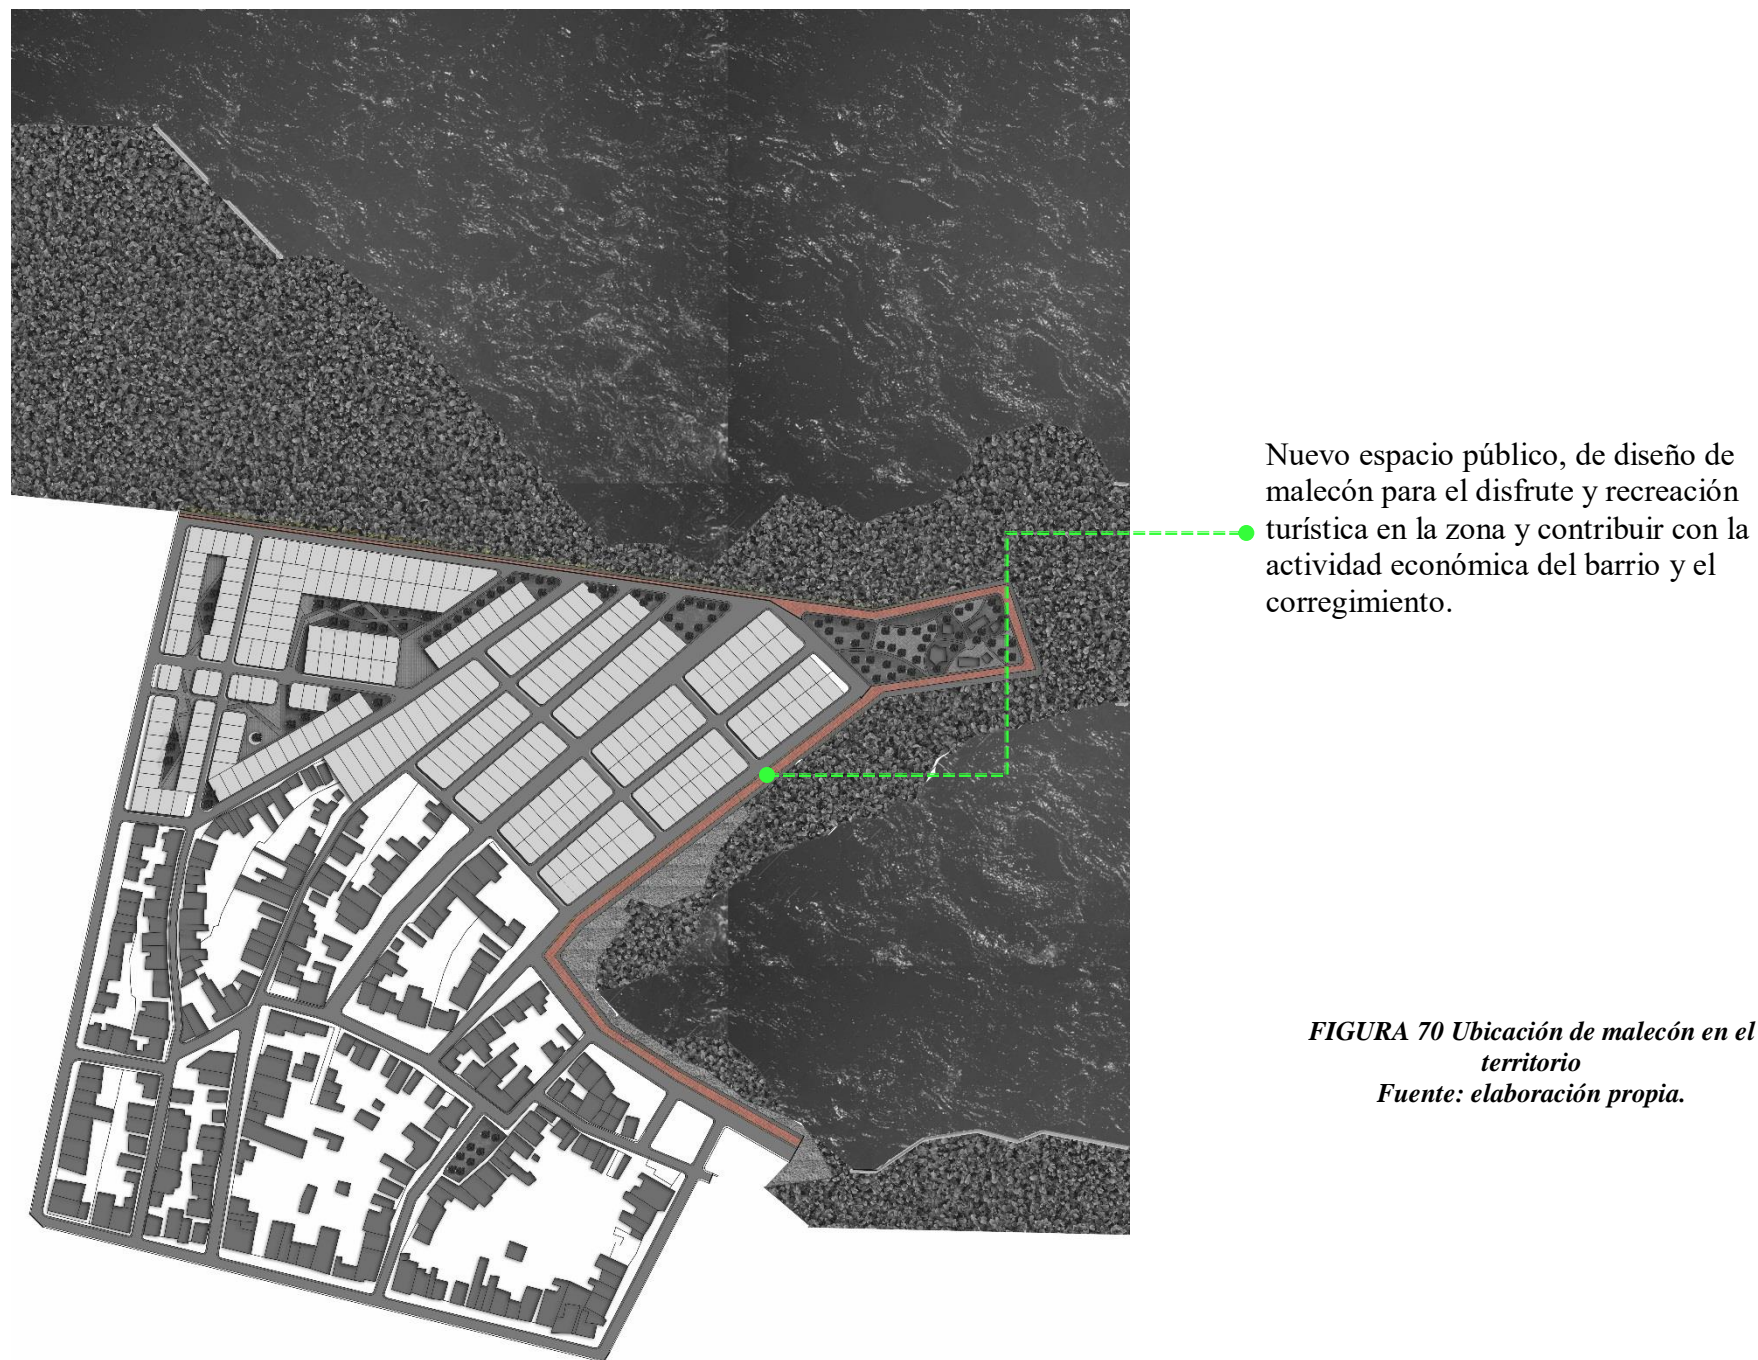 Nuevo espacio público, de diseño de
malecón para el disfrute y recreación
turística en la zona y contribuir con la
actividad económica del barrio y el
corregimiento.
FIGURA 70 Ubicación de malecón en el
territorio
Fuente: elaboración propia.